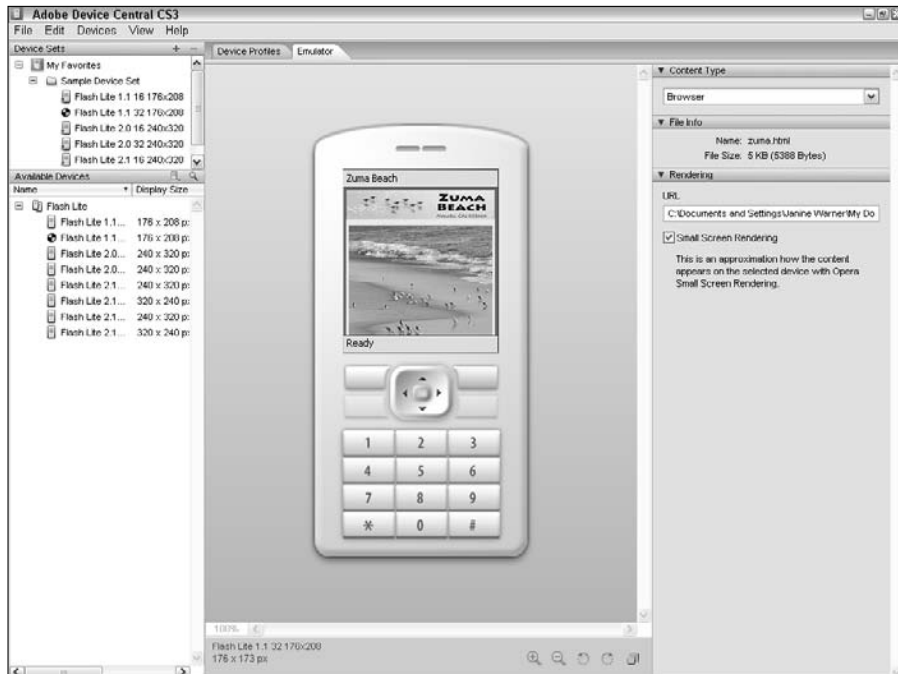 Adobe Device Central CS3
File Edit Devices View Help
Device Sets
My Favorites
Sample Device Set
Flash Lite 1.1 16 176x208
Flash Lite 1.1 32 176x208
Flash Lite 2.0 16 240x320
Flash Lite 2.0 32 240x320
Flash Lite 2.1 16 240x320
Available Devices
Name Display Size
Flash Lite
Flash Lite 1.1... 176 x 208 p:
Flash Lite 1.1... 176 x 208 p:
Flash Lite 2.0... 240 x 320 p:
Flash Lite 2.0... 240 x 320 p:
Flash Lite 2.1... 240 x 320 p:
Flash Lite 2.1... 320 x 240 p:
Flash Lite 2.1... 240 x 320 p:
Flash Lite 2.1... 320 x 240 p:
Device Profiles Emulator
Zuma Beach
ZUMA
BEACH
Ready
1 2 3
4 5 6
7 8 9
* 0 #
100%
Flash Lite 1.1 32 176x208
176 x 173 px
Content Type
Browser
File Info
Name: zuma.html
File Size: 5 KB (5388 Bytes)
Rendering
URL
C:\Documents and Settings\Janine Warner\My Do
Small Screen Rendering
This is an approximation how the content
appears on the selected device with Opera
Small Screen Rendering.